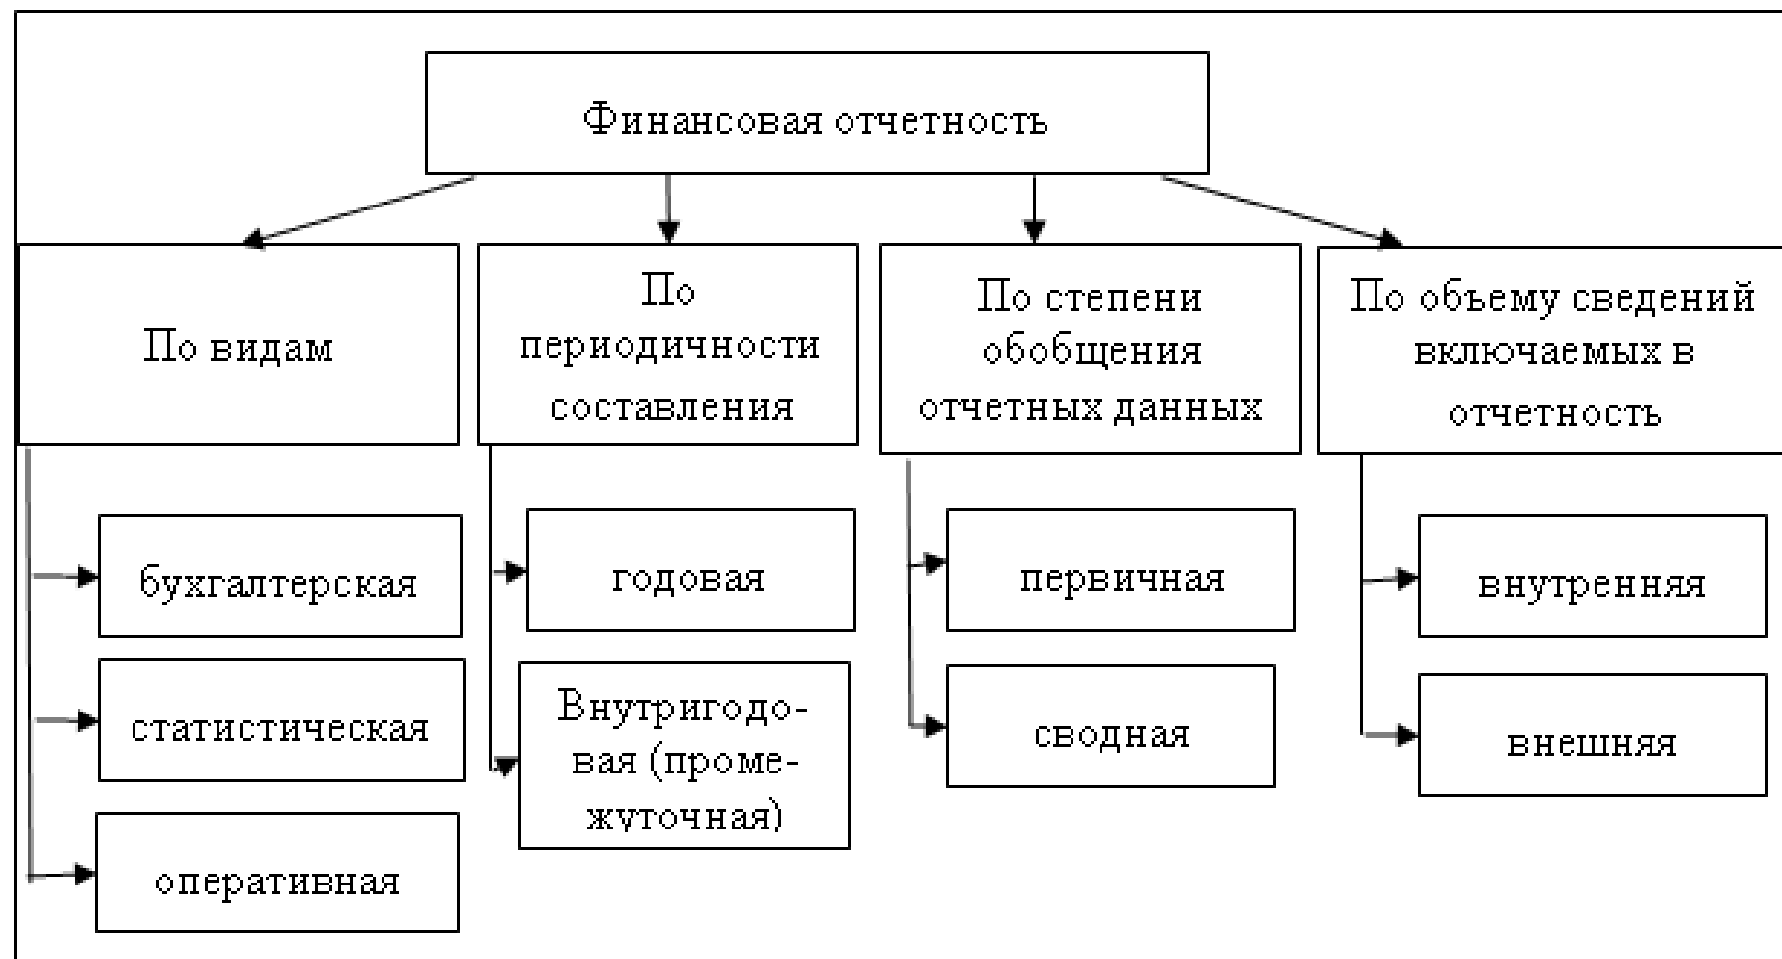 Финансовая отчетность
По видам
По
периодичности
составления
По степени
обобщения
отчетных данных
По объему сведений
включаемых в
отчетность
бухгалтерская
статистическая
оперативная
годовая
Внутригодо-
вая (проме-
жуточная)
первичная
сводная
внутренняя
внешняя